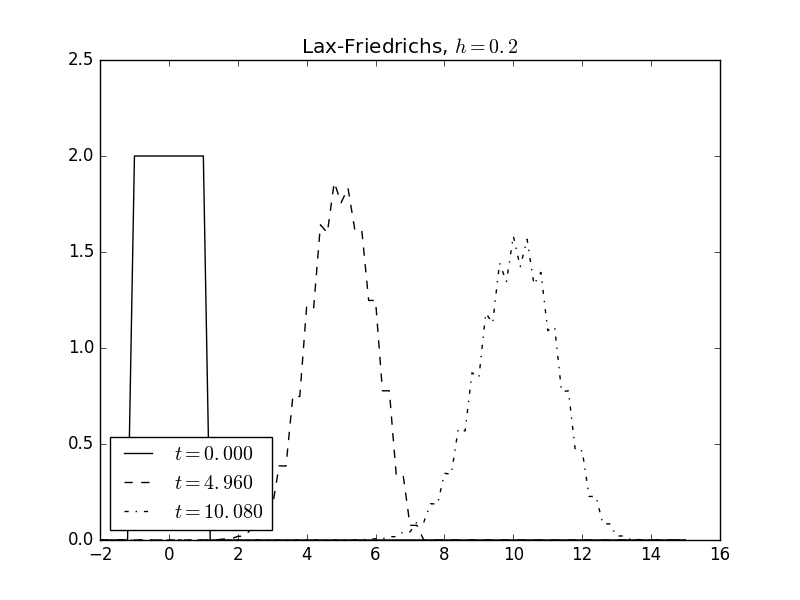 Lax-Friedrichs, h = 0.2
2.5
2.0
1.5
1.0
0.5
0.0
t = 0.000
t = 4.960
t = 10.080
−2 0 2 4 6 8 10 12 14 16